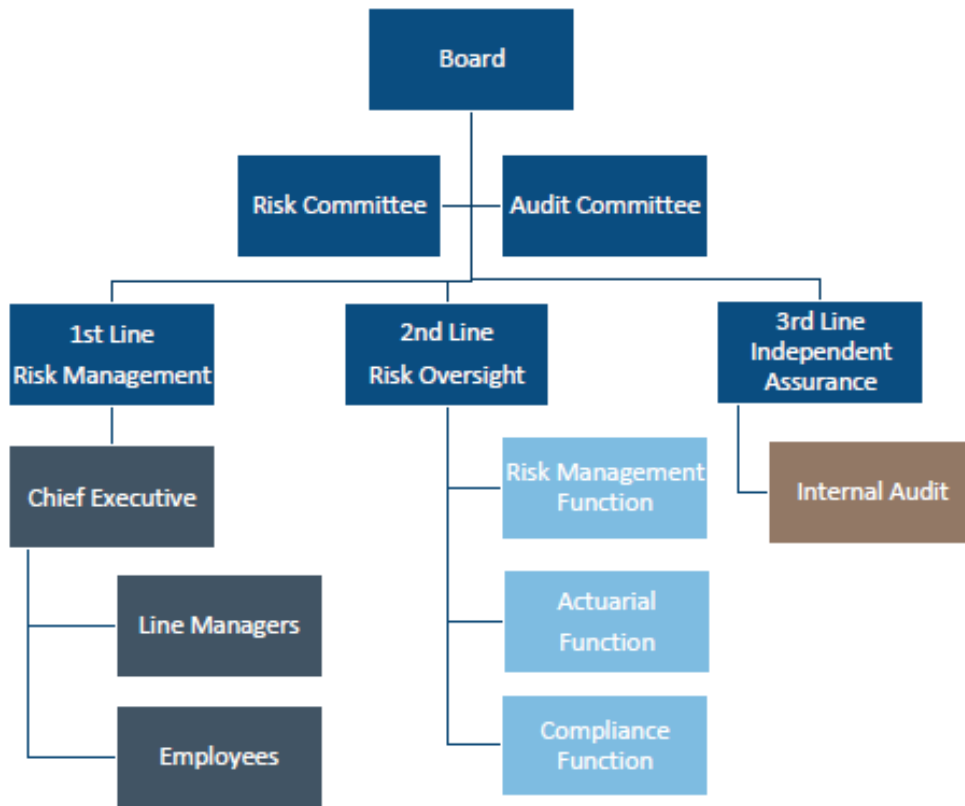 Board
Risk Committee
Audit Committee
1st Line
Risk Management
2nd Line
Risk Oversight
3rd Line
Independent
Assurance
Chief Executive
Line Managers
Employees
Risk Management
Function
Actuarial
Function
Compliance
Function
Internal Audit